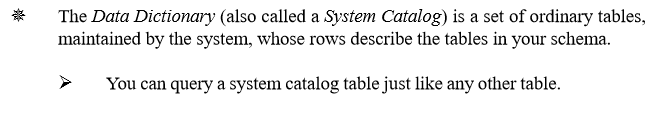 The Data Dictionary (also called a System Catalog) is a set of ordinary tables,
maintained by the system, whose rows describe the tables in your schema.
You can query a system catalog table just like any other table.